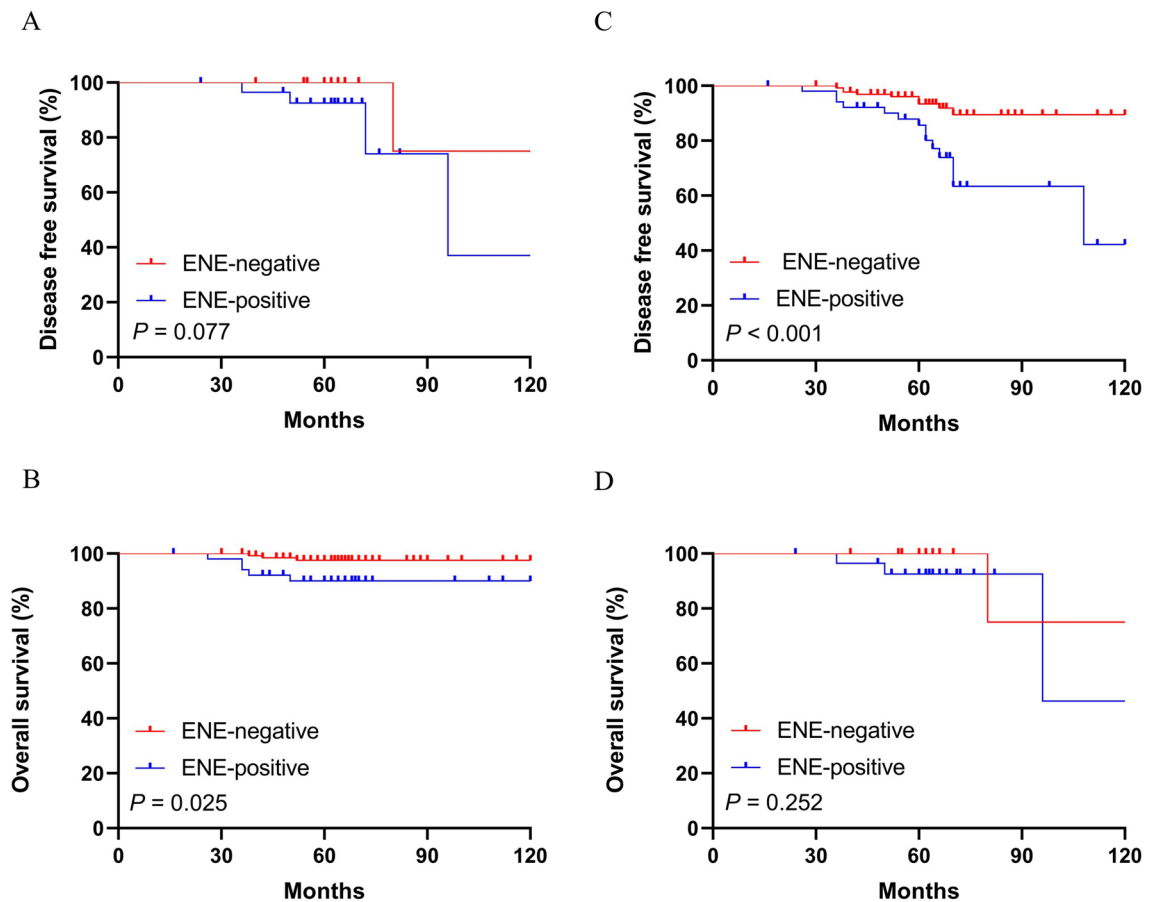 A
Disease free survival (%)
100
80
60
40
20
0
ENE-negative
ENE-positive
P = 0.077
0 30 60 90 120
Months
C
Disease free survival (%)
100
80
60
40
20
0
ENE-negative
ENE-positive
P < 0.001
0 30 60 90 120
Months
B
Overall survival (%)
100
80
60
40
20
0
ENE-negative
ENE-positive
P = 0.025
0 30 60 90 120
Months
D
Overall survival (%)
100
80
60
40
20
0
ENE-negative
ENE-positive
P = 0.252
0 30 60 90 120
Months